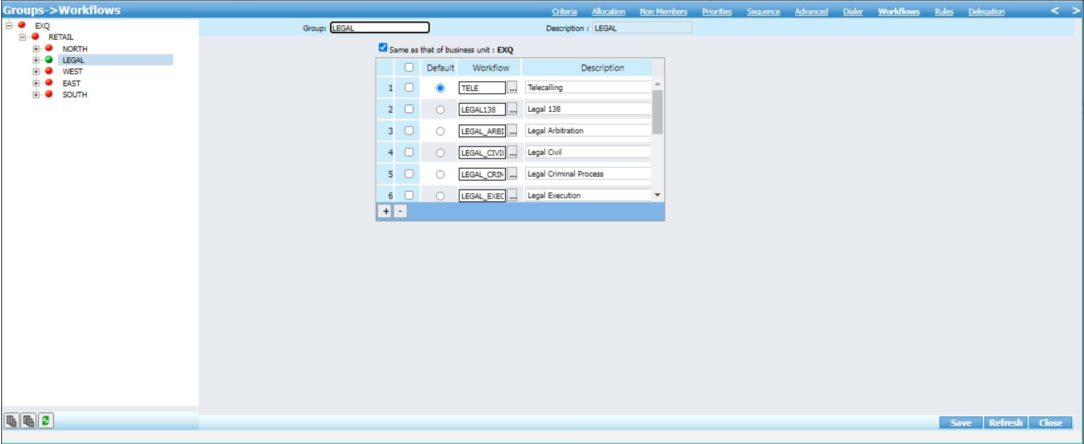 Groups->Workflows
Criteria Allocation Non Members Priorities Sequence Advanced Dialer Workflows Rules Delegation < >
EXQ
RETAIL
NORTH
LEGAL
WEST
EAST
SOUTH
Group: LEGAL Description : LEGAL
Same as that of business unit : EXQ
Default Workflow Description
1 TELE ... Telecalling
2 LEGAL138 ... Legal 138
3 LEGAL_ARBI ... Legal Arbitration
4 LEGAL_CIVI ... Legal Civil
5 LEGAL_CRIM ... Legal Criminal Process
6 LEGAL_EXEC ... Legal Execution
+ -
Save Refresh Close